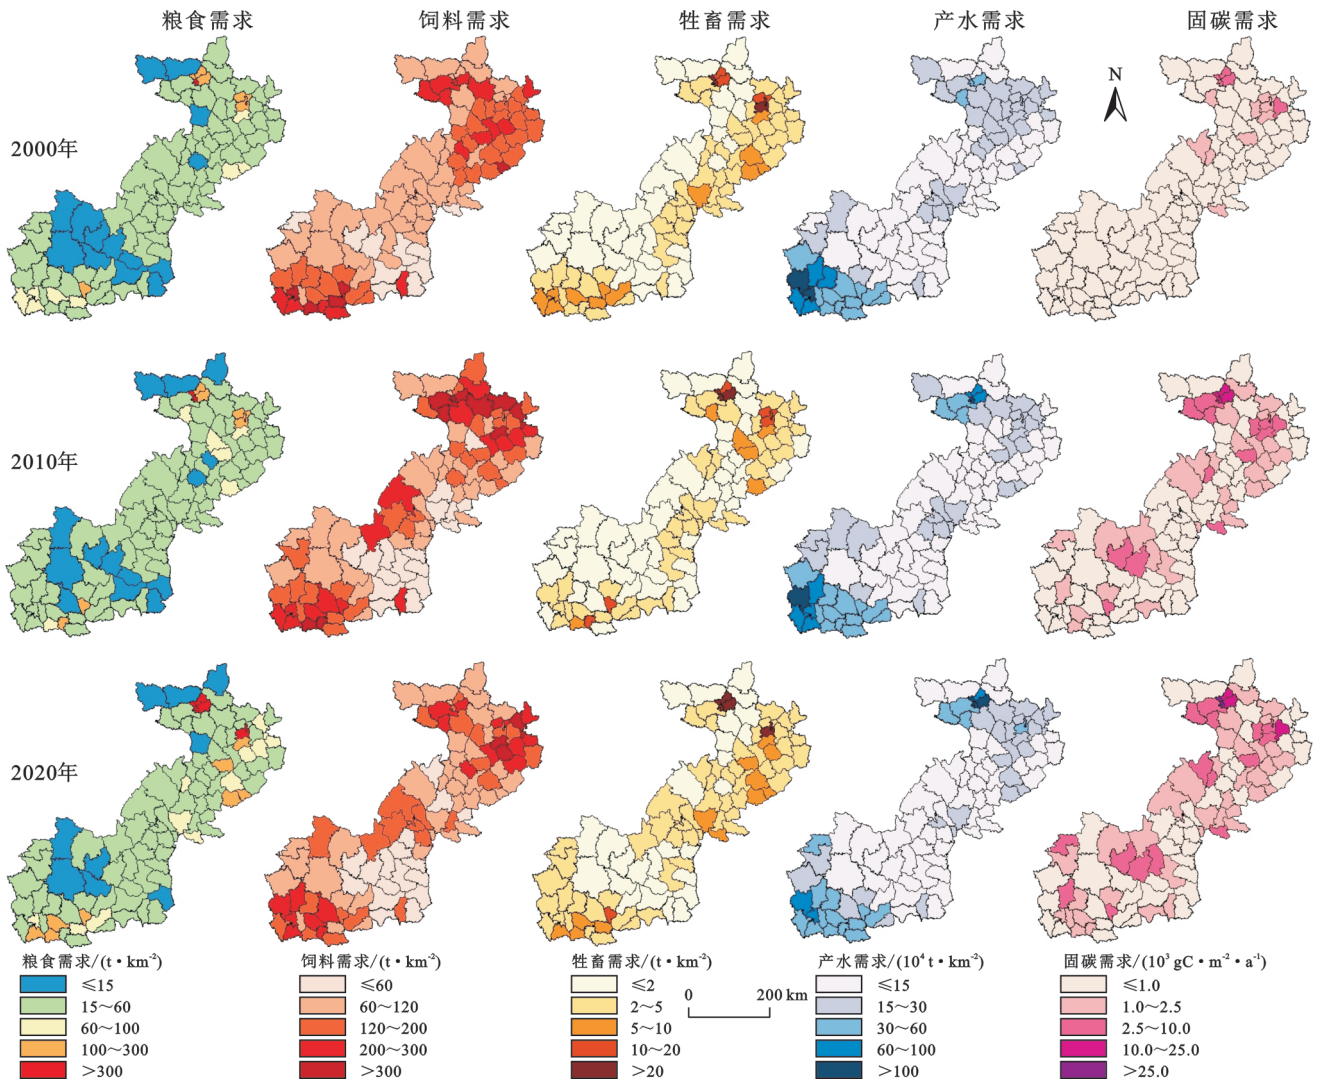 粮食需求 饲料需求 牲畜需求 产水需求 固碳需求
N
2000年
2010年
2020年
粮食需求/(t·km⁻²) 饲料需求/(t·km⁻²) 牲畜需求/(t·km⁻²) 产水需求/(10⁴ t·km⁻²) 固碳需求/(10³ gC·m⁻²·a⁻¹)
≤15 ≤60 ≤2 0 200 km ≤15 ≤1.0
15～60 60～120 2～5 15～30 1.0～2.5
60～100 120～200 5～10 30～60 2.5～10.0
100～300 200～300 10～20 60～100 10.0～25.0
＞300 ＞300 ＞20 ＞100 ＞25.0